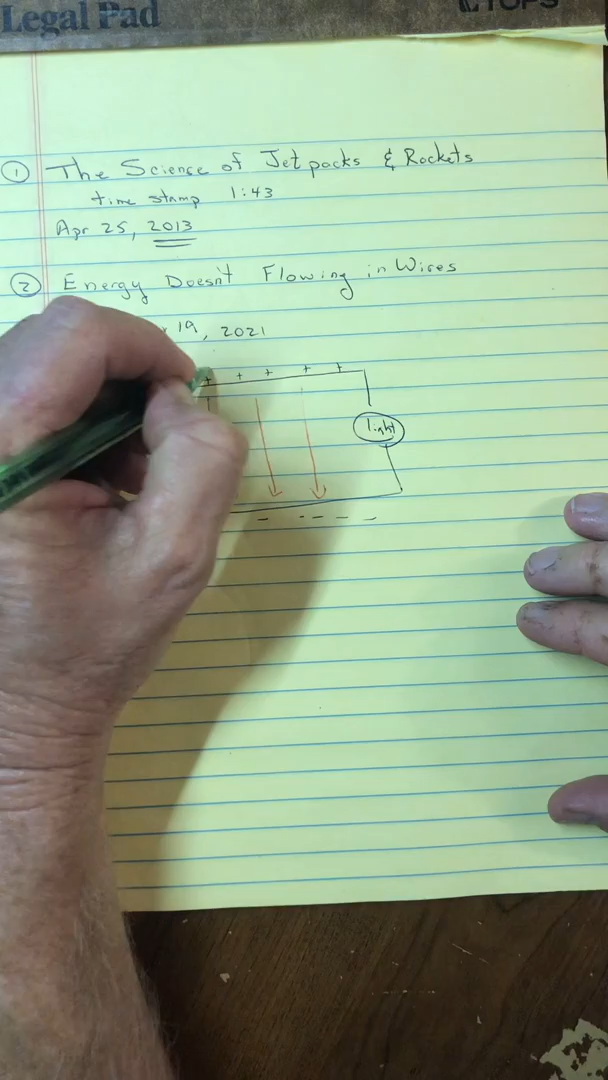 Legal Pad
TOPS
① The Science of Jetpacks & Rockets
time stamp 1:43
Apr 25, 2013
② Energy Doesn't Flowing in Wires
19, 2021
+ + + + +
light
- - - - -